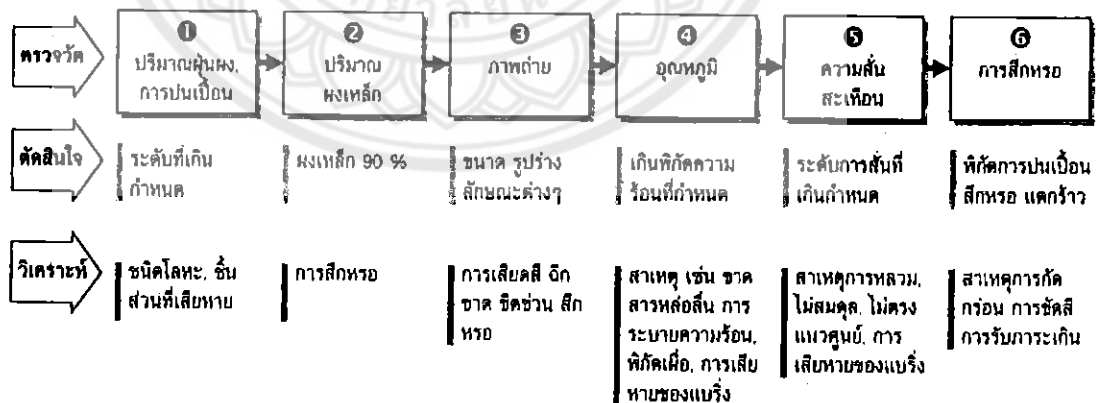 ตรวจวัด
❶
ปริมาณฝุ่นผง,
การปนเปื้อน
❷
ปริมาณ
ผงเหล็ก
❸
ภาพถ่าย
❹
อุณหภูมิ
❺
ความสั่น
สะเทือน
❻
การสึกหรอ
ตัดสินใจ
ระดับที่เกิน
กำหนด
ผงเหล็ก 90 %
ขนาด รูปร่าง
ลักษณะต่างๆ
เกินพิกัดความ
ร้อนที่กำหนด
ระดับการสั่นที่
เกินกำหนด
พิกัดการปนเปื้อน
สึกหรอ แตกร้าว
วิเคราะห์
ชนิดโลหะ, ชิ้น
ส่วนที่เสียหาย
การสึกหรอ
การเสียดสี ฉีก
ขาด ขีดข่วน สึก
หรอ
สาเหตุ เช่น ขาด
สารหล่อลื่น การ
ระบายความร้อน,
พิกัดเผื่อ, การเสีย
หายของแบริ่ง
สาเหตุการหลวม,
ไม่สมดุล, ไม่ตรง
แนวศูนย์, การ
เสียหายของแบริ่ง
สาเหตุการกัด
กร่อน การขัดสี
การรับภาระเกิน